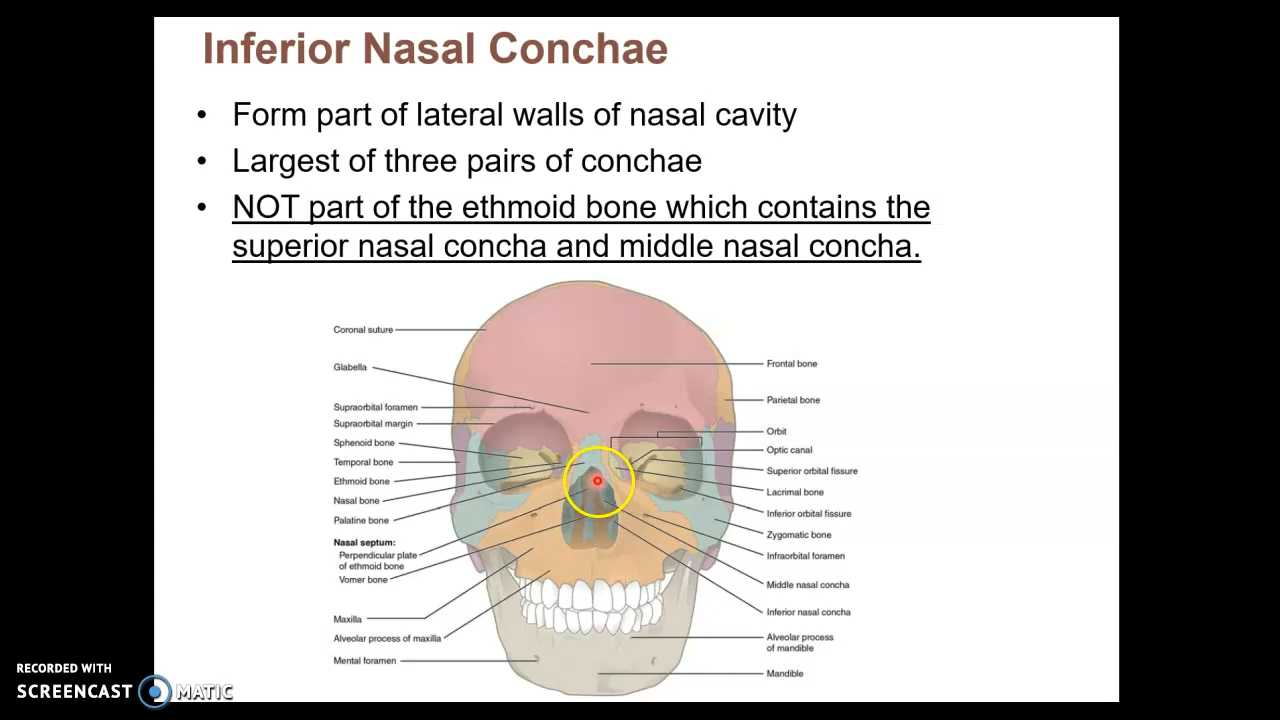 Inferior Nasal Conchae
• Form part of lateral walls of nasal cavity
• Largest of three pairs of conchae
• NOT part of the ethmoid bone which contains the
superior nasal concha and middle nasal concha.
Coronal suture
Glabella
Supraorbital foramen
Supraorbital margin
Sphenoid bone
Temporal bone
Ethmoid bone
Nasal bone
Palatine bone
Nasal septum:
Perpendicular plate
of ethmoid bone
Vomer bone
Maxilla
Alveolar process of maxilla
Mental foramen
Frontal bone
Parietal bone
Orbit
Optic canal
Superior orbital fissure
Lacrimal bone
Inferior orbital fissure
Zygomatic bone
Infraorbital foramen
Middle nasal concha
Inferior nasal concha
Alveolar process
of mandible
Mandible
RECORDED WITH
SCREENCAST MATIC